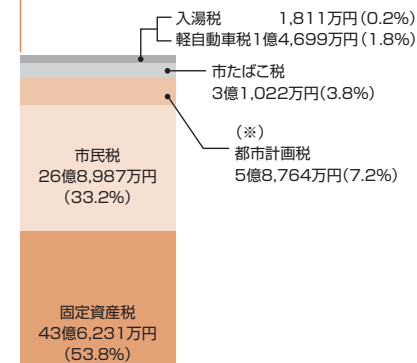 入湯税 1,811万円(0.2%)
軽自動車税1億4,699万円(1.8%)
市たばこ税
3億1,022万円(3.8%)
(※)
都市計画税
5億8,764万円(7.2%)
市民税
26億8,987万円
(33.2%)
固定資産税
43億6,231万円
(53.8%)